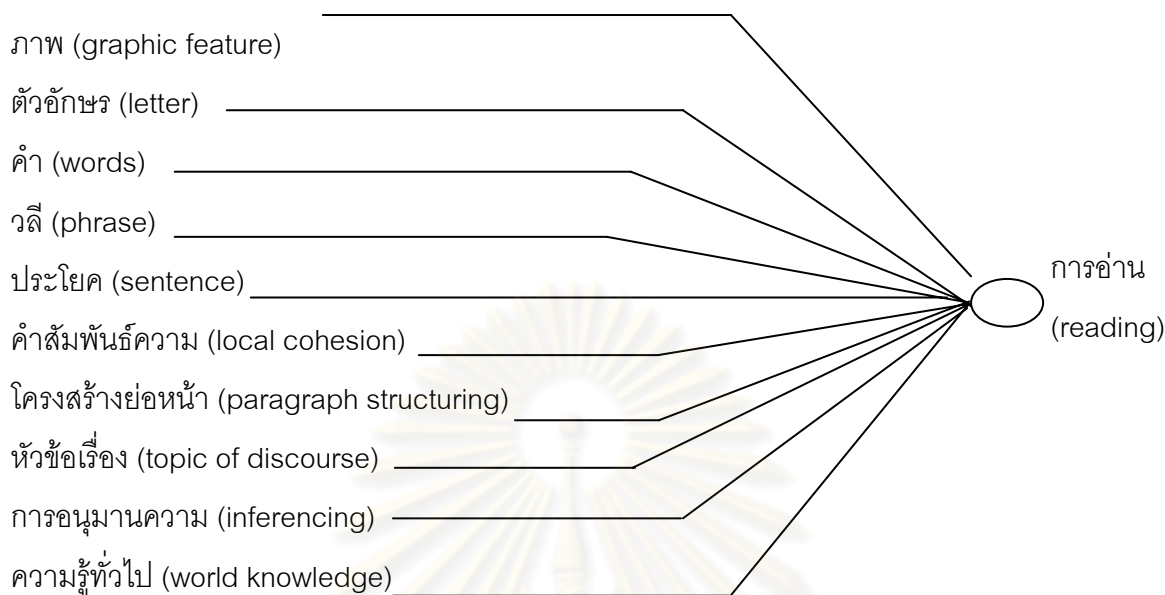 ภาพ (graphic feature)
ตัวอักษร (letter)
คำ (words)
วลี (phrase)
ประโยค (sentence)
คำสัมพันธ์ความ (local cohesion)
โครงสร้างย่อหน้า (paragraph structuring)
หัวข้อเรื่อง (topic of discourse)
การอนุมานความ (inferencing)
ความรู้ทั่วไป (world knowledge)
การอ่าน
(reading)